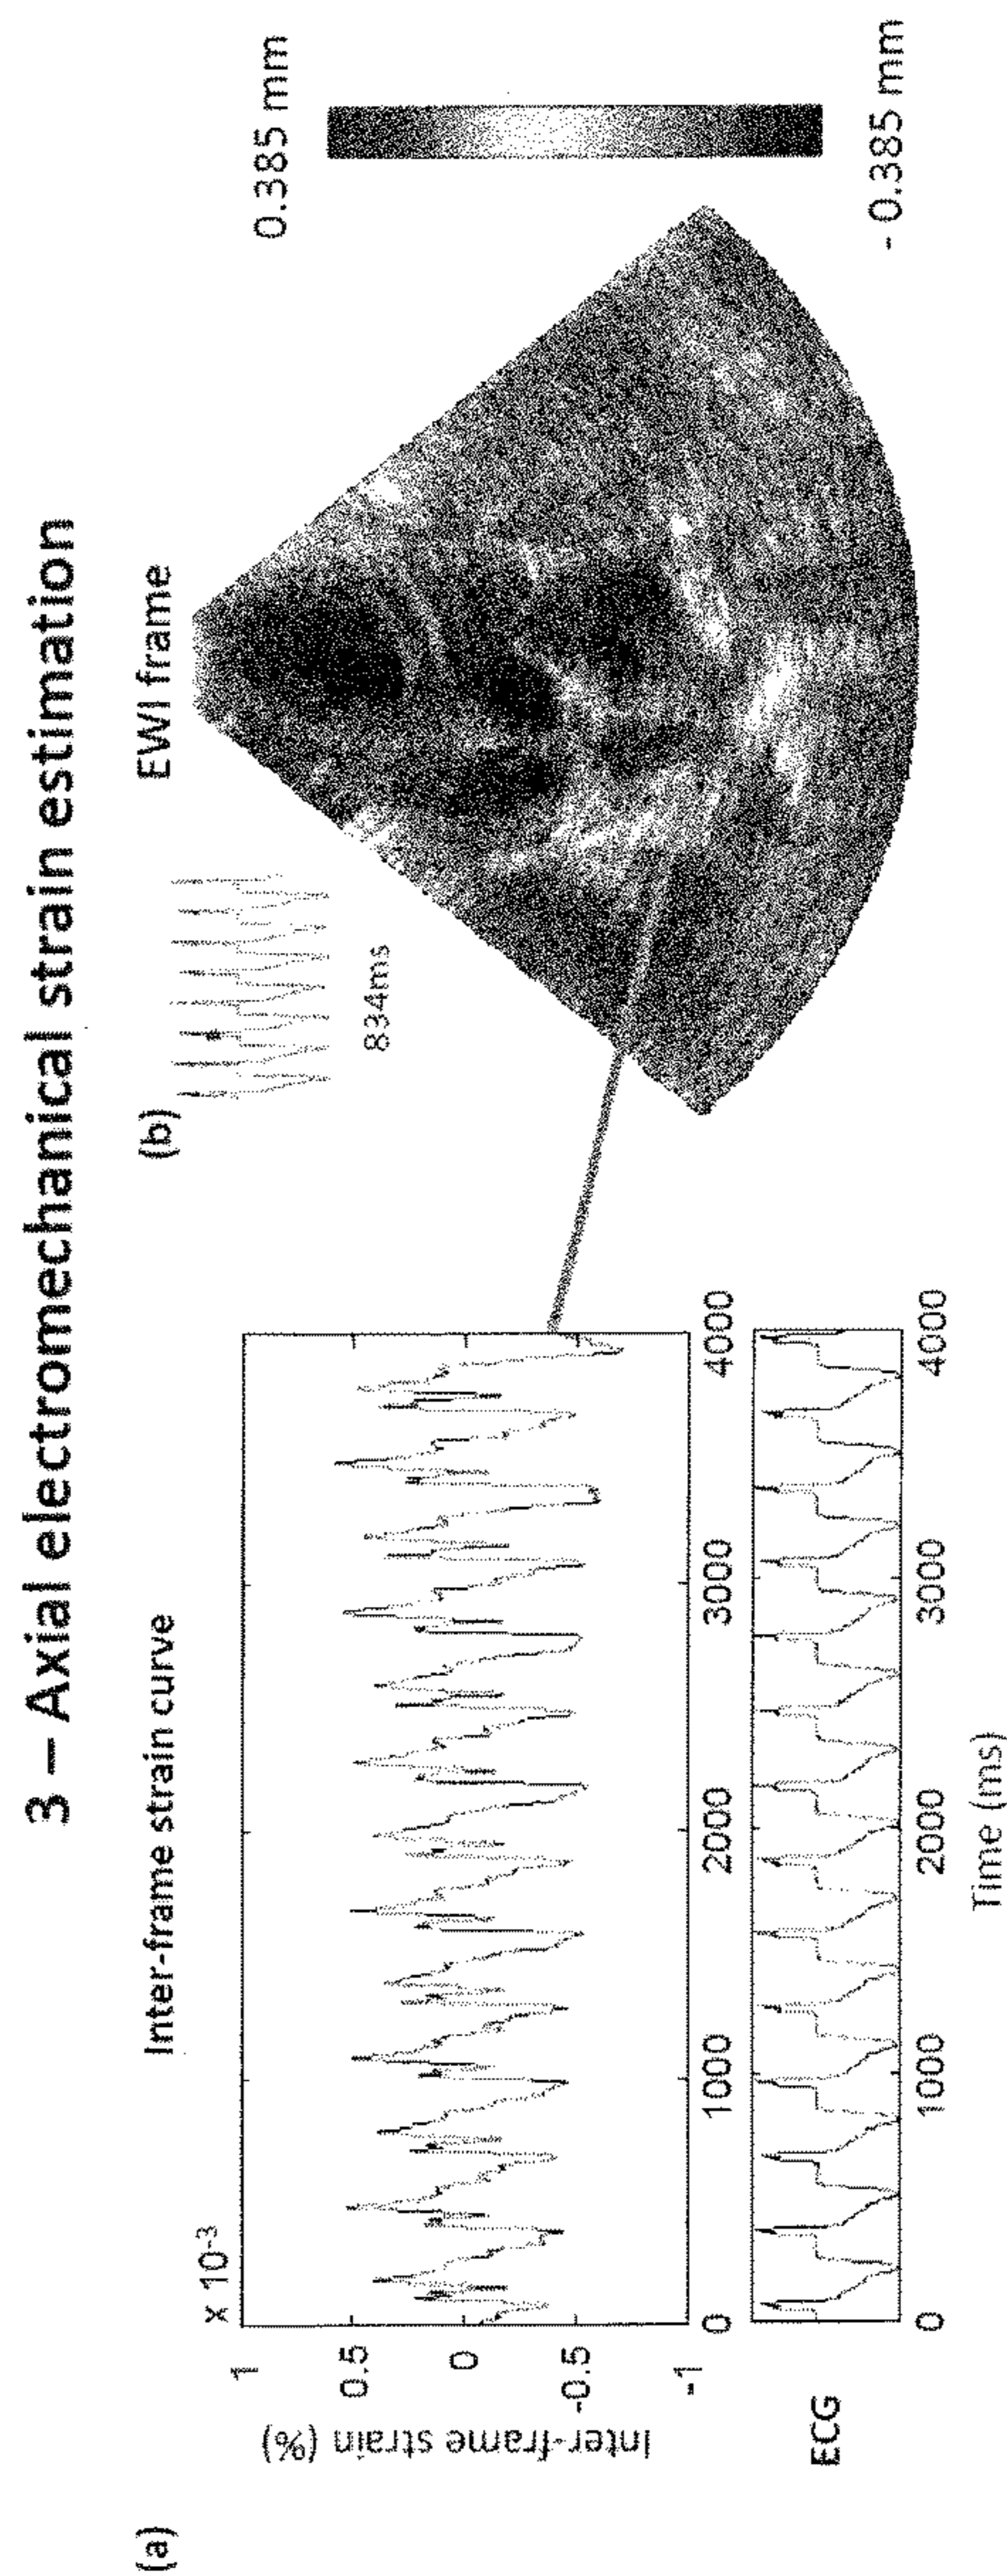 3 – Axial electromechanical strain estimation
(a)
Inter-frame strain curve
x 10-3
1
0.5
0
-0.5
-1
Inter-frame strain (%)
0
1000
2000
3000
4000
ECG
0
1000
2000
3000
4000
Time (ms)
(b)
EWI frame
834ms
0.385 mm
- 0.385 mm